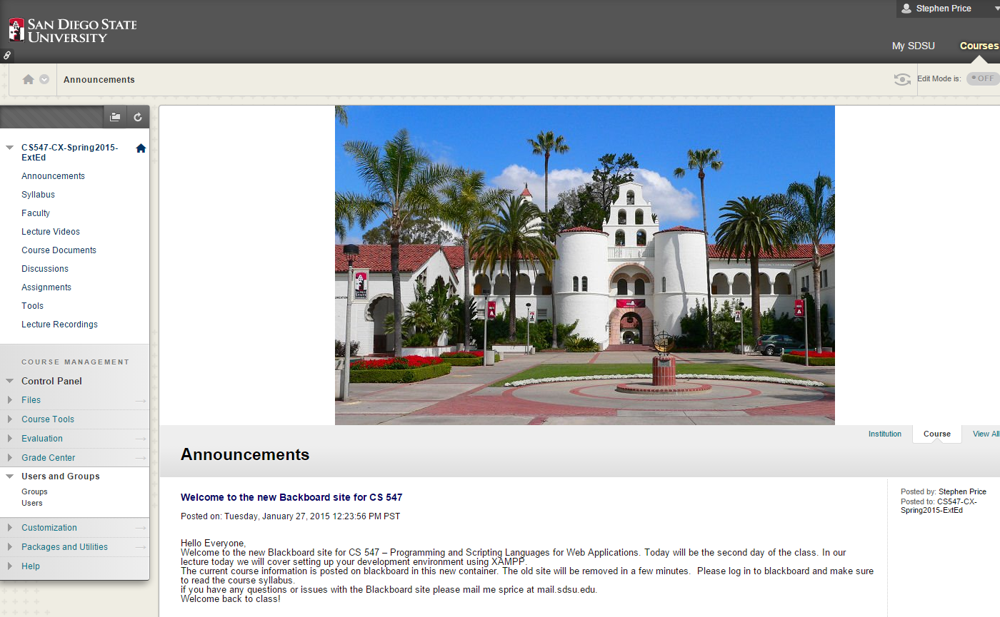 Stephen Price
SAN DIEGO STATE
UNIVERSITY
My SDSU
Courses
Announcements
Edit Mode is:
OFF
CS547-CX-Spring2015-
ExtEd
Announcements
Syllabus
Faculty
Lecture Videos
Course Documents
Discussions
Assignments
Tools
Lecture Recordings
COURSE MANAGEMENT
Control Panel
Files
Course Tools
Evaluation
Grade Center
Users and Groups
Groups
Users
Customization
Packages and Utilities
Help
SAN DIEGO
STATE
Institution
Course
View All
Announcements
Welcome to the new Backboard site for CS 547
Posted on: Tuesday, January 27, 2015 12:23:56 PM PST
Hello Everyone,
Welcome to the new Blackboard site for CS 547 – Programming and Scripting Languages for Web Applications. Today will be the second day of the class. In our
lecture today we will cover setting up your development environment using XAMPP.
The current course information is posted on blackboard in this new container. The old site will be removed in a few minutes.  Please log in to blackboard and make sure
to read the course syllabus.
if you have any questions or issues with the Blackboard site please mail me sprice at mail.sdsu.edu.
Welcome back to class!
Posted by: Stephen Price
Posted to: CS547-CX-
Spring2015-ExtEd